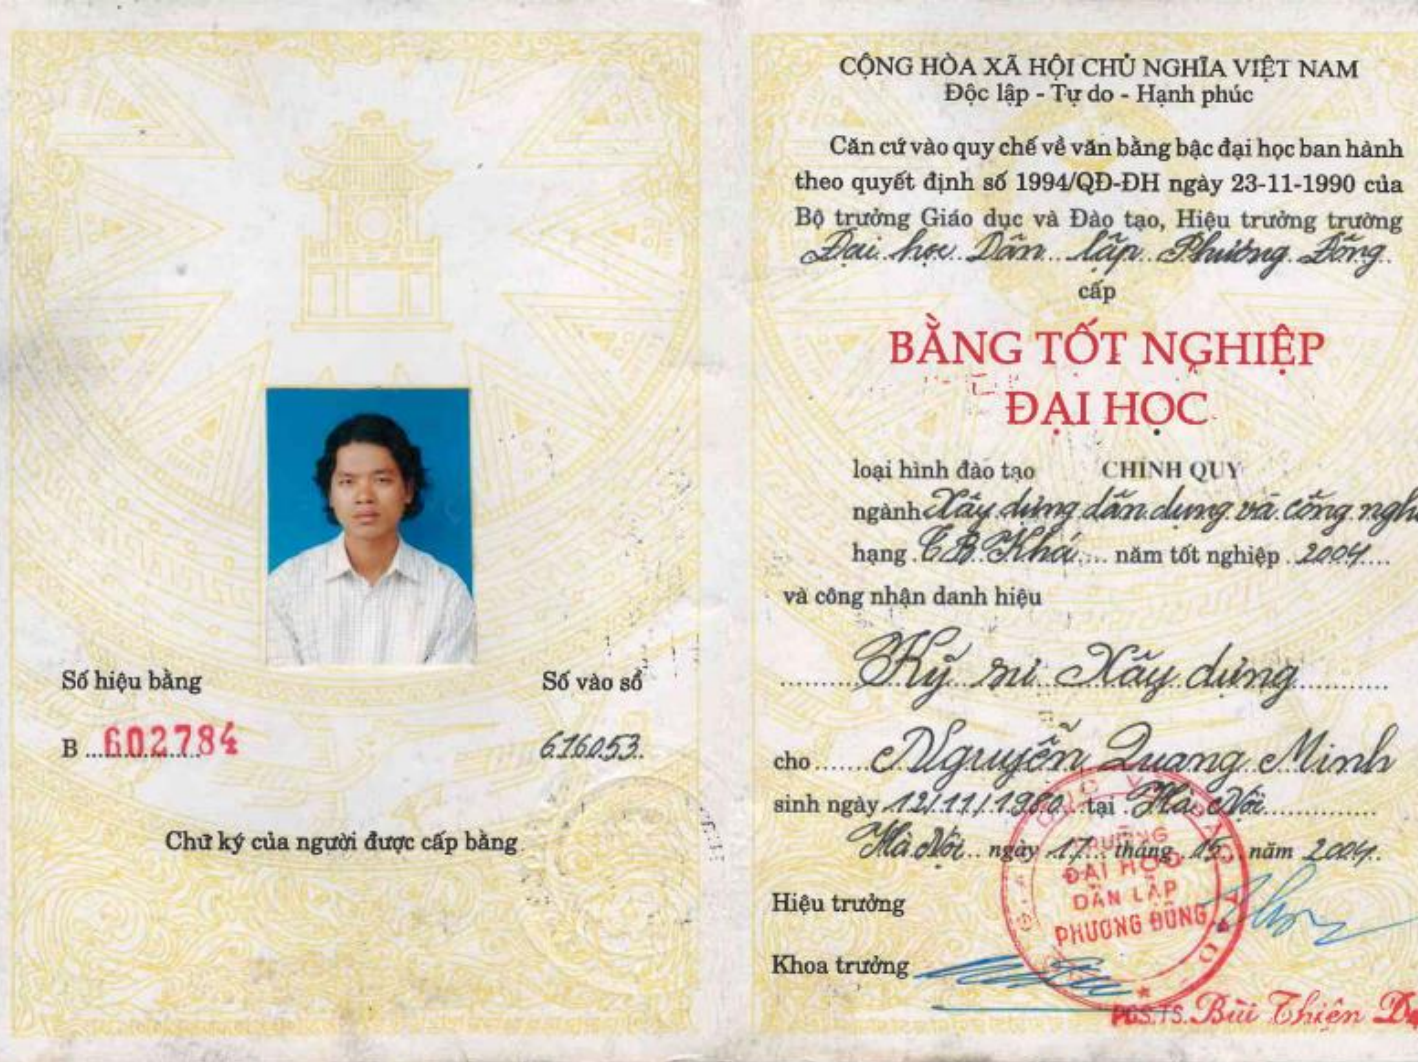 Số hiệu bằng
Số vào sổ
B 602784
616053
Chữ ký của người được cấp bằng
CỘNG HÒA XÃ HỘI CHỦ NGHĨA VIỆT NAM
Độc lập - Tự do - Hạnh phúc
Căn cứ vào quy chế về văn bằng bậc đại học ban hành
theo quyết định số 1994/QĐ-ĐH ngày 23-11-1990 của
Bộ trưởng Giáo dục và Đào tạo, Hiệu trưởng trường
Đại học Dân lập Phương Đông
cấp
BẰNG TỐT NGHIỆP
ĐẠI HỌC
loại hình đào tạo CHÍNH QUY
ngành Xây dựng dân dụng và công ngh
hạng TB Khá năm tốt nghiệp 2004
và công nhận danh hiệu
Kỹ sư Xây dựng
cho Nguyễn Quang Minh
sinh ngày 12/11/1980 tại Hà Nội
Hà Nội ngày 17 tháng năm 2004
Hiệu trưởng
TRƯỜNG
ĐẠI HỌC
DÂN LẬP
PHƯƠNG ĐÔNG
Khoa trưởng
PGS.TS. Bùi Thiện